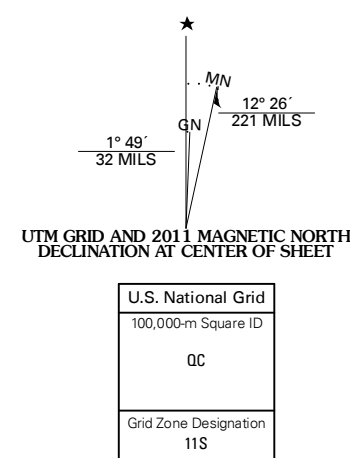 ★
MN
GN
12° 26´
221 MILS
1° 49´
32 MILS
UTM GRID AND 2011 MAGNETIC NORTH
DECLINATION AT CENTER OF SHEET
U.S. National Grid
100,000-m Square ID
QC
Grid Zone Designation
11S